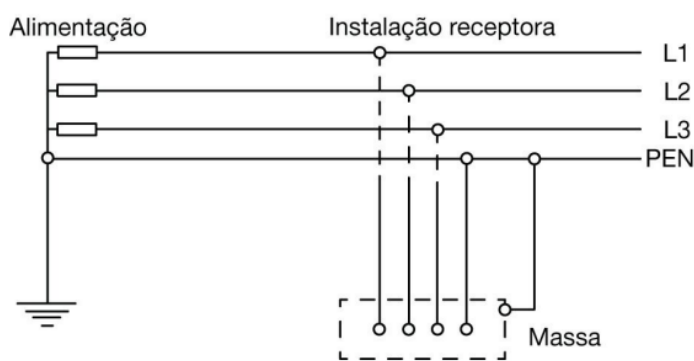 Alimentação
Instalação receptora
L1
L2
L3
PEN
Massa